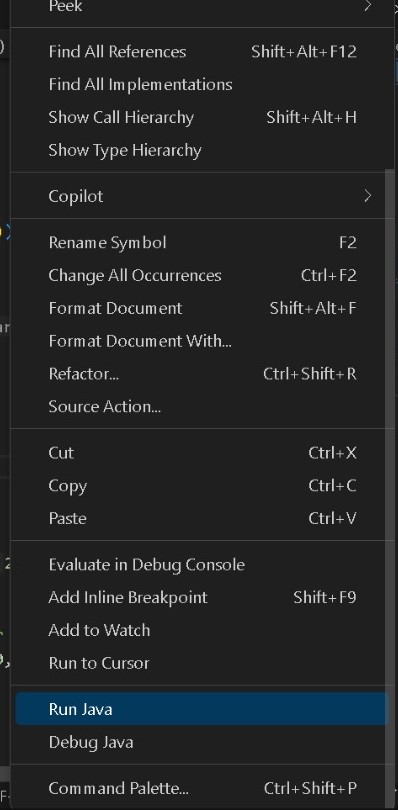 Peek
Find All References Shift+Alt+F12
Find All Implementations
Show Call Hierarchy Shift+Alt+H
Show Type Hierarchy
Copilot
Rename Symbol F2
Change All Occurrences Ctrl+F2
Format Document Shift+Alt+F
Format Document With...
Refactor... Ctrl+Shift+R
Source Action...
Cut Ctrl+X
Copy Ctrl+C
Paste Ctrl+V
Evaluate in Debug Console
Add Inline Breakpoint Shift+F9
Add to Watch
Run to Cursor
Run Java
Debug Java
Command Palette... Ctrl+Shift+P